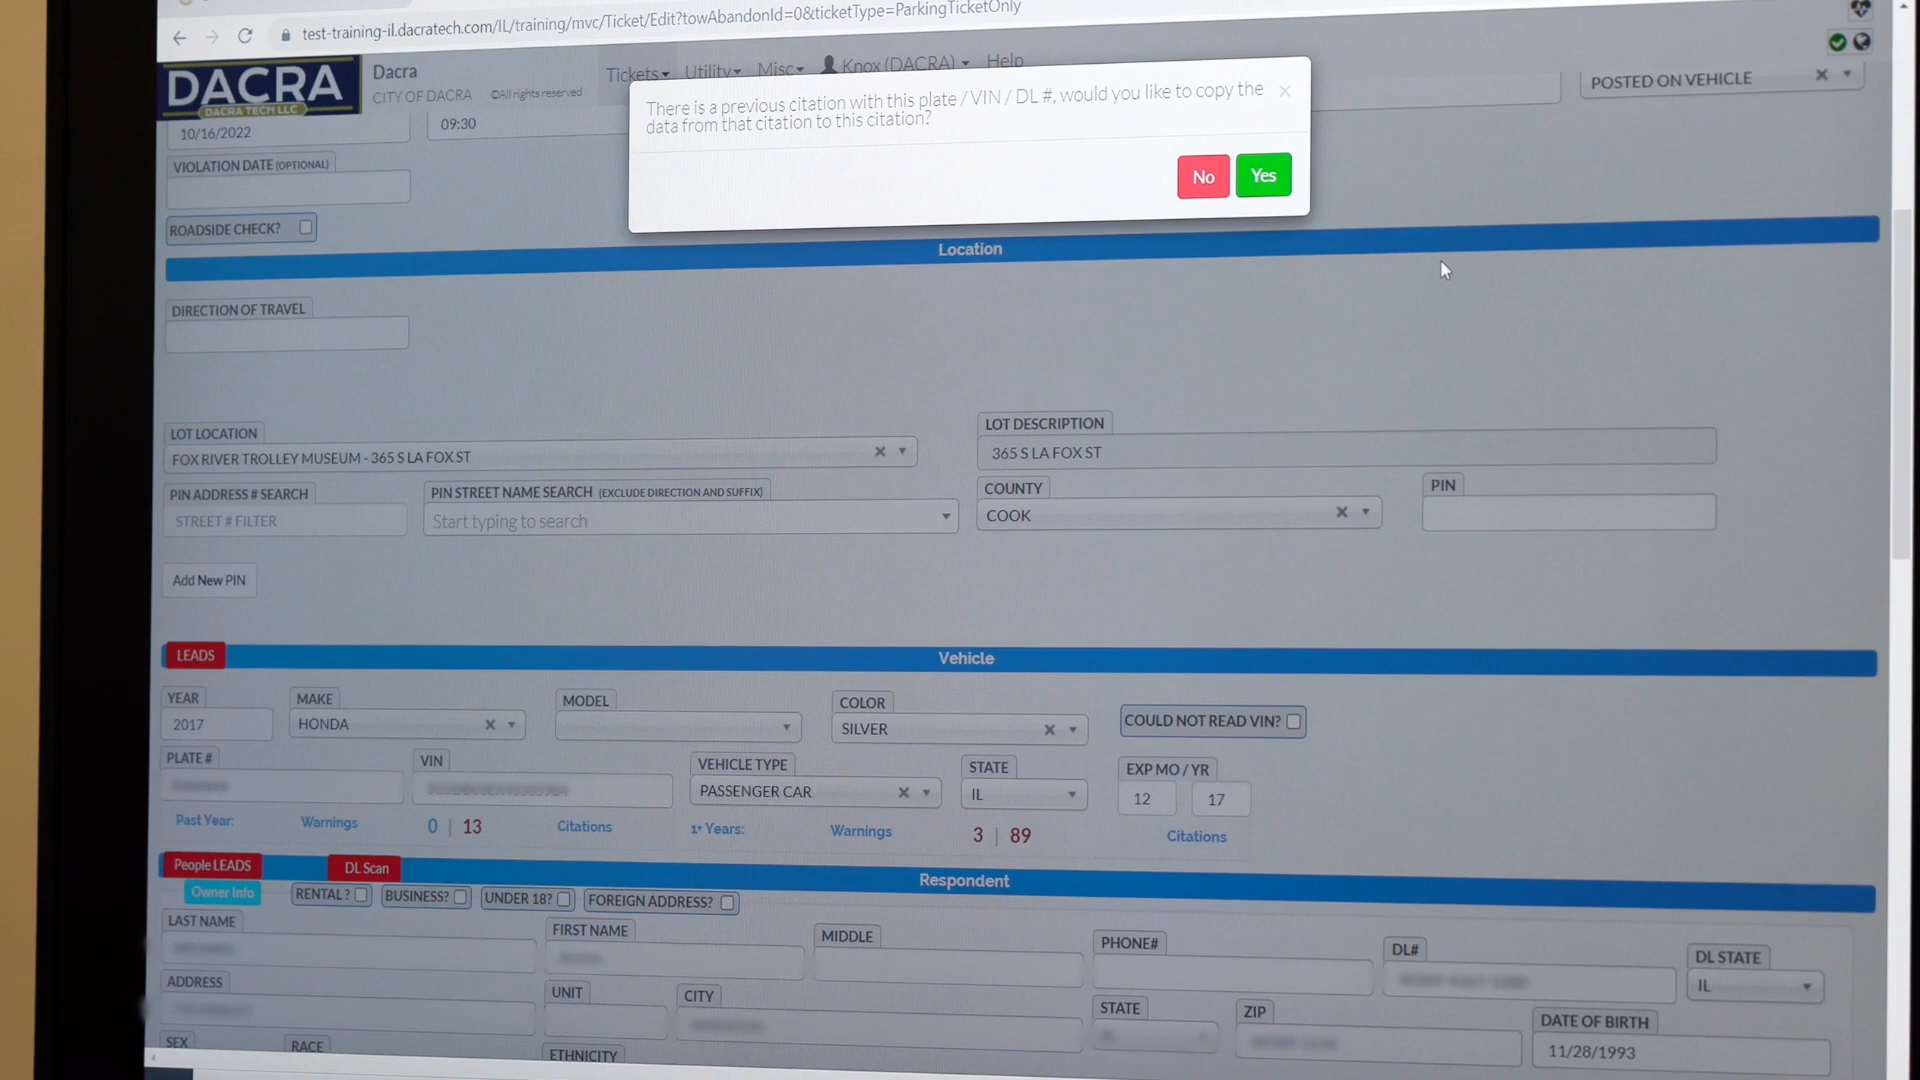 test-training-il.dacratech.com/IL/training/mvc/Ticket/Edit?towAbandonId=0&ticketType=ParkingTicketOnly
DACRA
DACRA TECH LLC
Dacra
CITY OF DACRA ©All rights reserved
Tickets Utility Misc Knox (DACRA) Help
There is a previous citation with this plate / VIN / DL #, would you like to copy the
data from that citation to this citation?
×
No Yes
POSTED ON VEHICLE
10/16/2022 09:30
VIOLATION DATE (OPTIONAL)
ROADSIDE CHECK?
Location
DIRECTION OF TRAVEL
LOT LOCATION LOT DESCRIPTION
FOX RIVER TROLLEY MUSEUM - 365 S LA FOX ST 365 S LA FOX ST
PIN ADDRESS # SEARCH PIN STREET NAME SEARCH (EXCLUDE DIRECTION AND SUFFIX) COUNTY PIN
STREET # FILTER Start typing to search COOK
Add New PIN
LEADS Vehicle
YEAR MAKE MODEL COLOR
2017 HONDA SILVER COULD NOT READ VIN?
PLATE # VIN VEHICLE TYPE STATE EXP MO / YR
PASSENGER CAR IL 12 17
Past Year: Warnings 0 | 13 Citations 1+ Years: Warnings 3 | 89 Citations
People LEADS DL Scan Respondent
Owner Info RENTAL? BUSINESS? UNDER 18? FOREIGN ADDRESS?
LAST NAME FIRST NAME MIDDLE PHONE# DL# DL STATE
IL
ADDRESS UNIT CITY STATE ZIP DATE OF BIRTH
11/28/1993
SEX RACE ETHNICITY